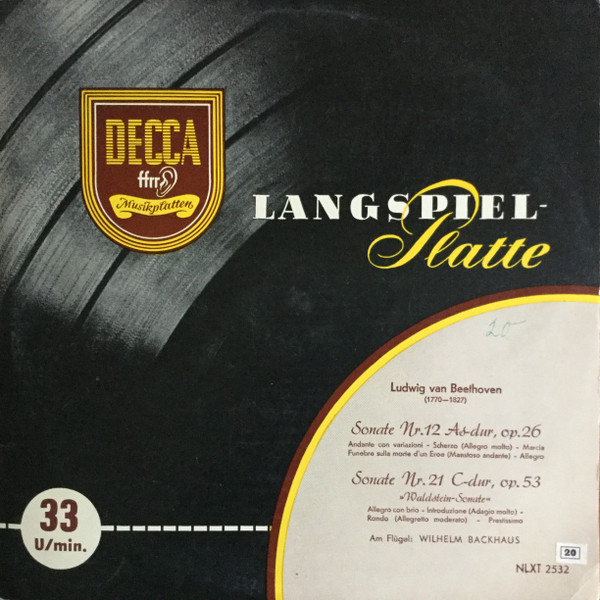 DECCA
ffrr
Musikplatten
LANGSPIEL-
Platte
20
Ludwig van Beethoven
(1770—1827)
Sonate Nr. 12 As-dur, op. 26
Andante con variazioni - Scherzo (Allegro molto) - Marcia
Funebre sulla morte d'un Eroe (Maestoso andante) - Allegro
Sonate Nr. 21 C-dur, op. 53
»Waldstein-Sonate«
Allegro con brio - Introduzione (Adagio molto) -
Rondo (Allegretto moderato) - Prestissimo
Am Flügel: WILHELM BACKHAUS
20
NLXT 2532
33
U/min.